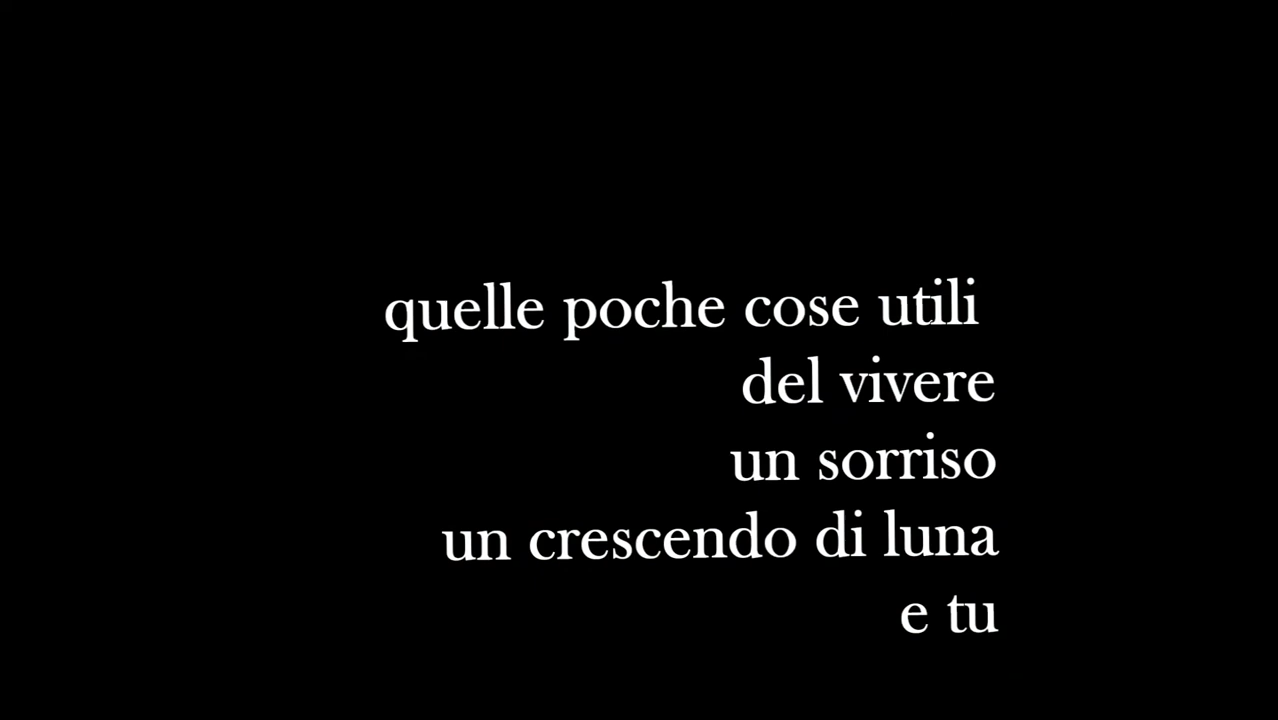 quelle poche cose utili
del vivere
un sorriso
un crescendo di luna
e tu